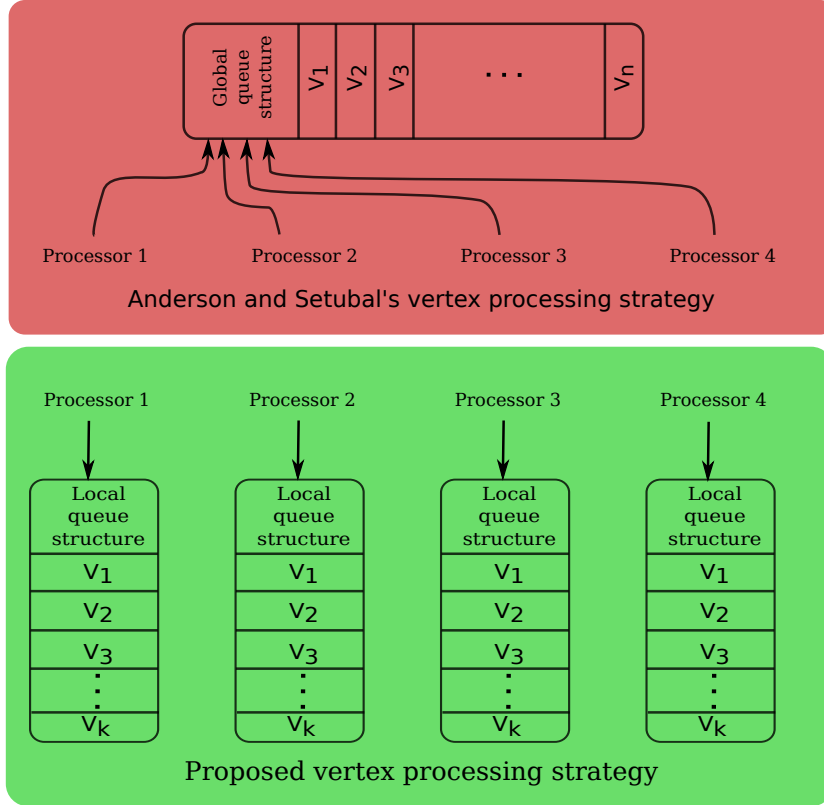 Global
queue
structure
v1 v2 v3 ... vn
Processor 1 Processor 2 Processor 3 Processor 4
Anderson and Setubal's vertex processing strategy
Processor 1 Processor 2 Processor 3 Processor 4
Local Local Local Local
queue queue queue queue
structure structure structure structure
v1 v1 v1 v1
v2 v2 v2 v2
v3 v3 v3 v3
⋮ ⋮ ⋮ ⋮
vk vk vk vk
Proposed vertex processing strategy